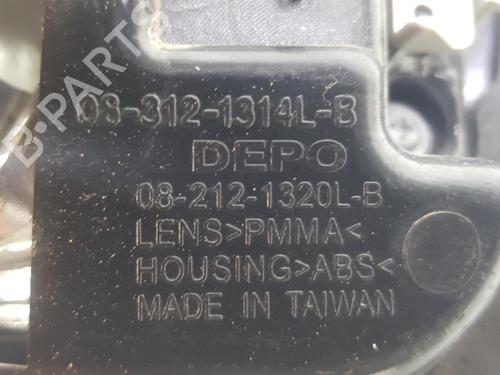 B-PARTS
08-312-1314L-B
DEPO
08-212-1320L-B
LENS>PMMA<
HOUSING>ABS<
MADE IN TAIWAN